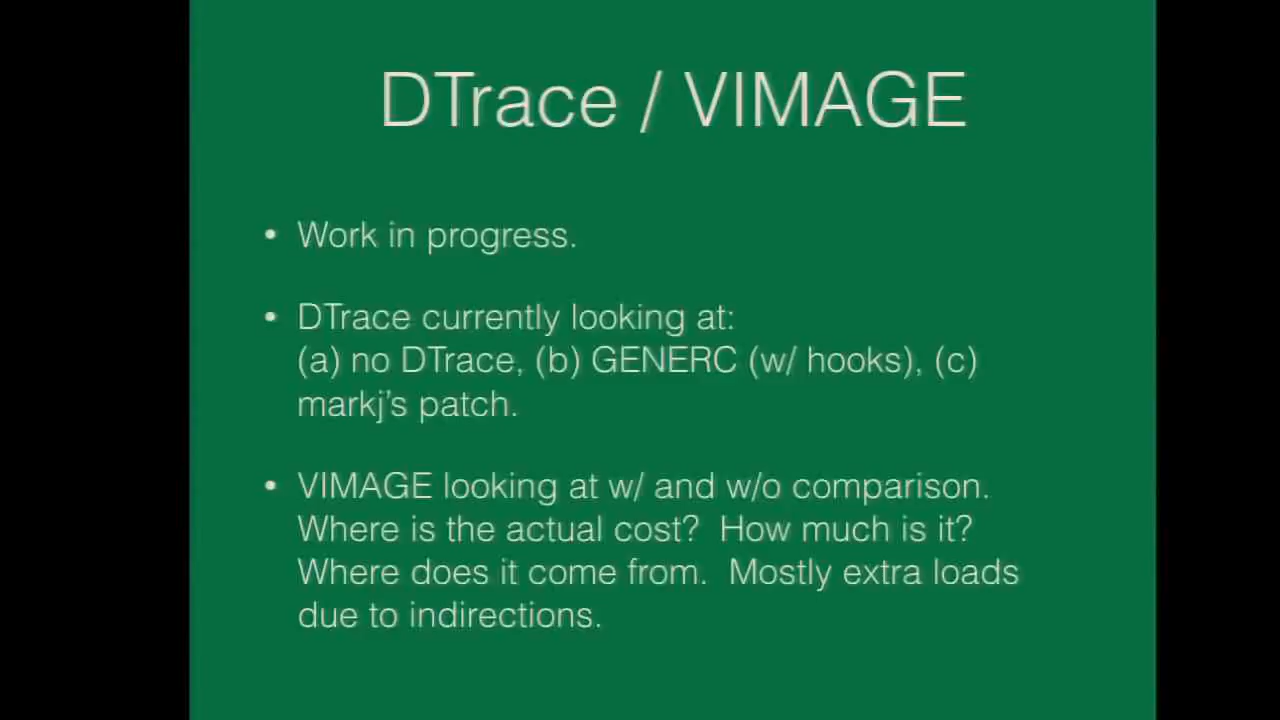 DTrace / VIMAGE
• Work in progress.
• DTrace currently looking at:
(a) no DTrace, (b) GENERC (w/ hooks), (c)
markj’s patch.
• VIMAGE looking at w/ and w/o comparison.
Where is the actual cost?  How much is it?
Where does it come from.  Mostly extra loads
due to indirections.